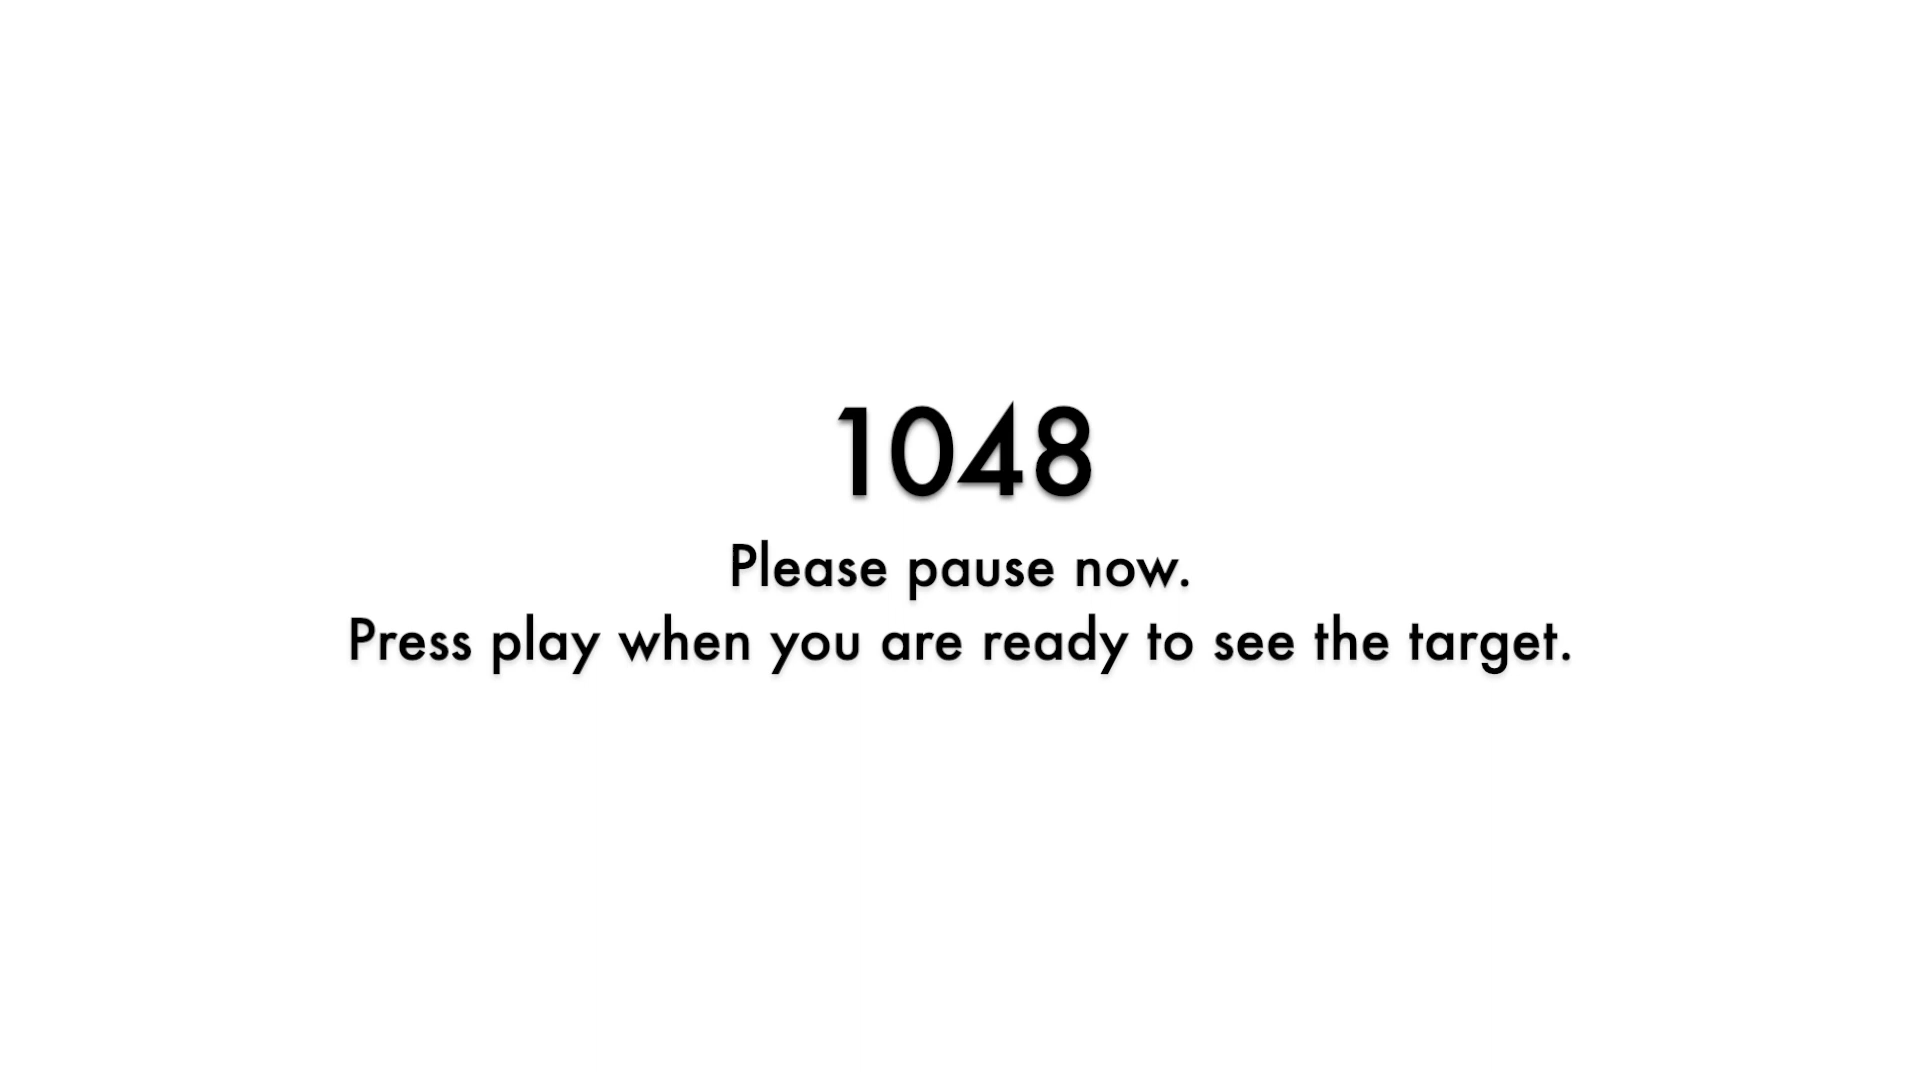 1048
Please pause now.
Press play when you are ready to see the target.